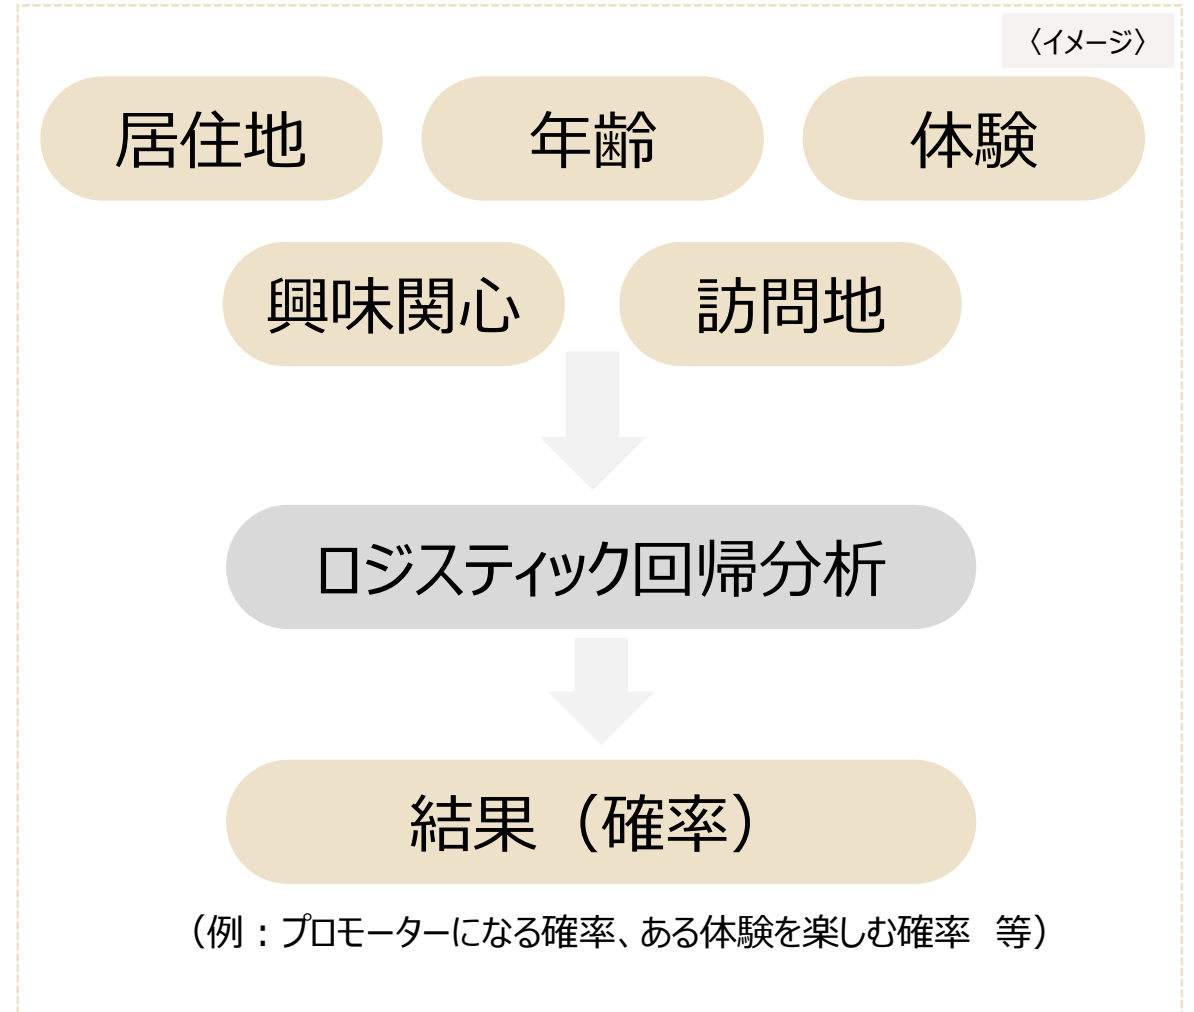 〈イメージ〉
居住地 年齢 体験
興味関心 訪問地
ロジスティック回帰分析
結果（確率）
（例：プロモーターになる確率、ある体験を楽しむ確率　等）